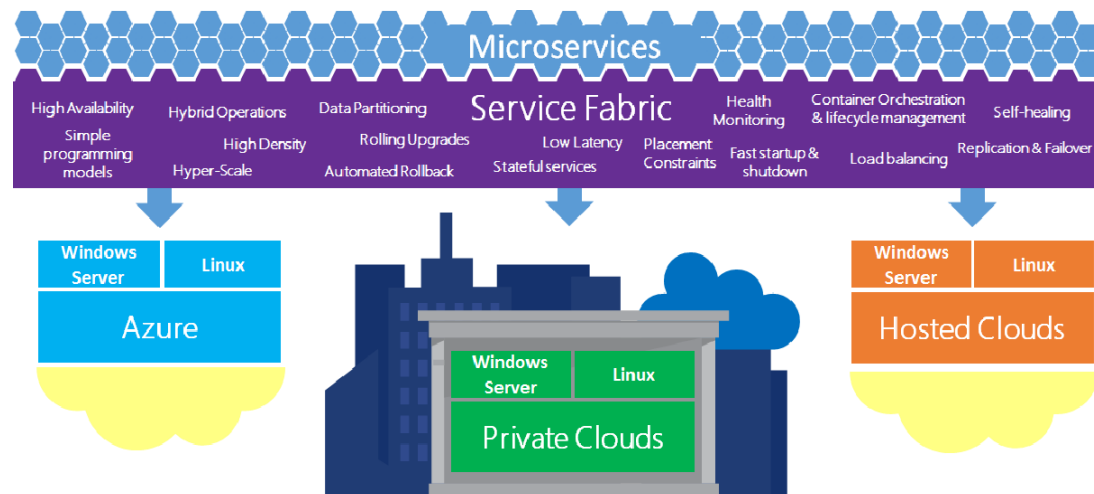 Microservices
Service Fabric
High Availability
Hybrid Operations
Data Partitioning
Health
Monitoring
Container Orchestration
& lifecycle management
Self-healing
Simple
programming
models
High Density
Hyper-Scale
Rolling Upgrades
Automated Rollback
Low Latency
Stateful services
Placement
Constraints
Fast startup &
shutdown
Load balancing
Replication & Failover
Windows
Server
Linux
Azure
Windows
Server
Linux
Private Clouds
Windows
Server
Linux
Hosted Clouds